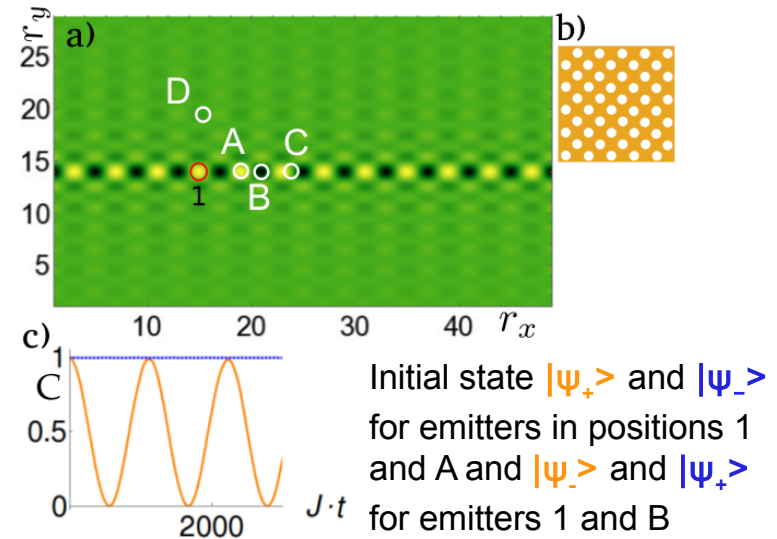 a)
b)
r_y
25
20
15
10
5
D
A
C
B
1
10 20 30 40 r_x
c)
1
C
0.5
0
2000
J·t
Initial state |ψ₊> and |ψ₋>
for emitters in positions 1
and A and |ψ₋> and |ψ₊>
for emitters 1 and B